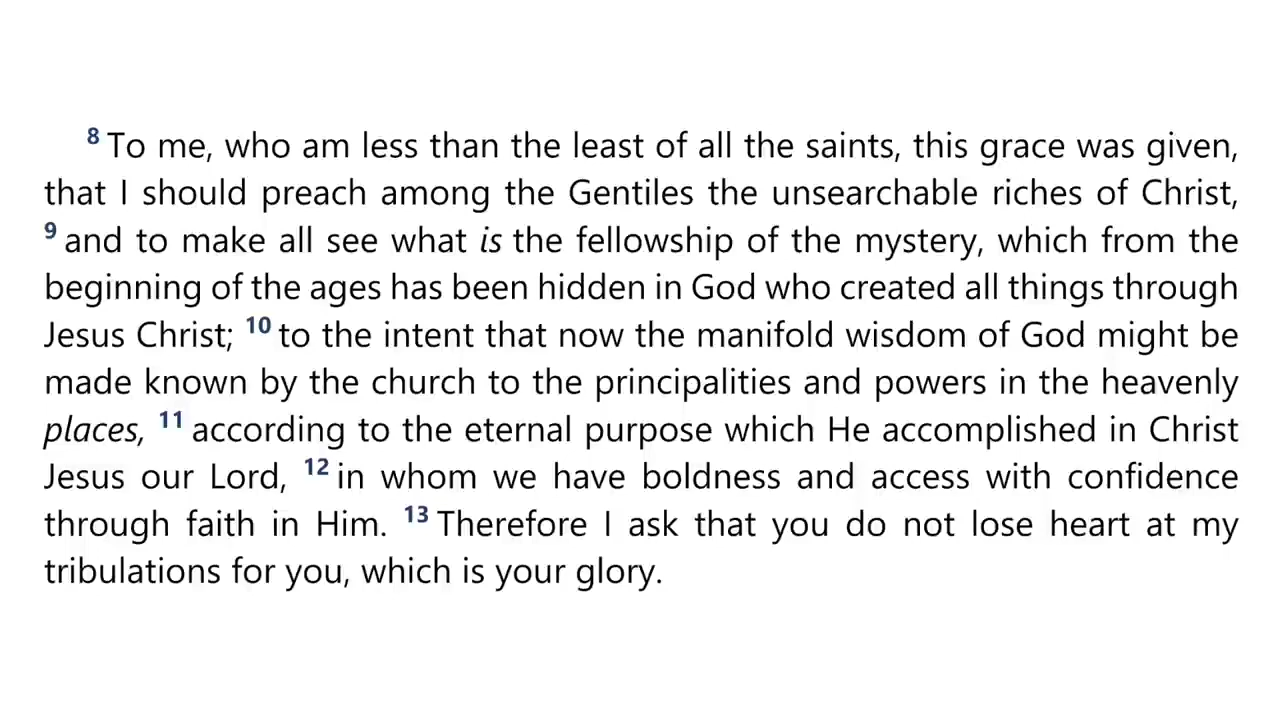 8 To me, who am less than the least of all the saints, this grace was given,
that I should preach among the Gentiles the unsearchable riches of Christ,
9 and to make all see what is the fellowship of the mystery, which from the
beginning of the ages has been hidden in God who created all things through
Jesus Christ; 10 to the intent that now the manifold wisdom of God might be
made known by the church to the principalities and powers in the heavenly
places, 11 according to the eternal purpose which He accomplished in Christ
Jesus our Lord, 12 in whom we have boldness and access with confidence
through faith in Him. 13 Therefore I ask that you do not lose heart at my
tribulations for you, which is your glory.